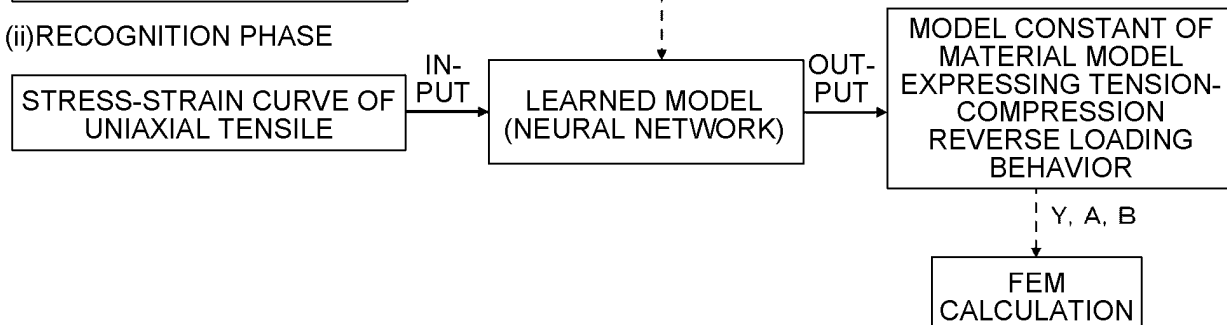 (ii)RECOGNITION PHASE
STRESS-STRAIN CURVE OF
UNIAXIAL TENSILE
IN-
PUT
LEARNED MODEL
(NEURAL NETWORK)
OUT-
PUT
MODEL CONSTANT OF
MATERIAL MODEL
EXPRESSING TENSION-
COMPRESSION
REVERSE LOADING
BEHAVIOR
Y, A, B
FEM
CALCULATION